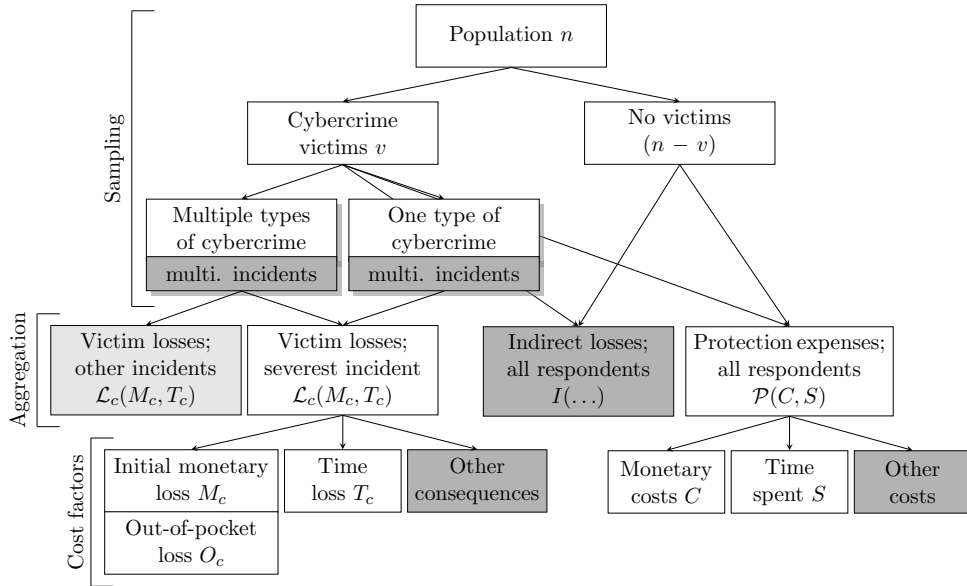 Population n
Sampling
Cybercrime
victims v
No victims
(n − v)
Multiple types
of cybercrime
multi. incidents
One type of
cybercrime
multi. incidents
Aggregation
Victim losses;
other incidents
𝓛c(Mc, Tc)
Victim losses;
severest incident
𝓛c(Mc, Tc)
Indirect losses;
all respondents
I(...)
Protection expenses;
all respondents
𝒫(C, S)
Cost factors
Initial monetary
loss Mc
Out-of-pocket
loss Oc
Time
loss Tc
Other
consequences
Monetary
costs C
Time
spent S
Other
costs